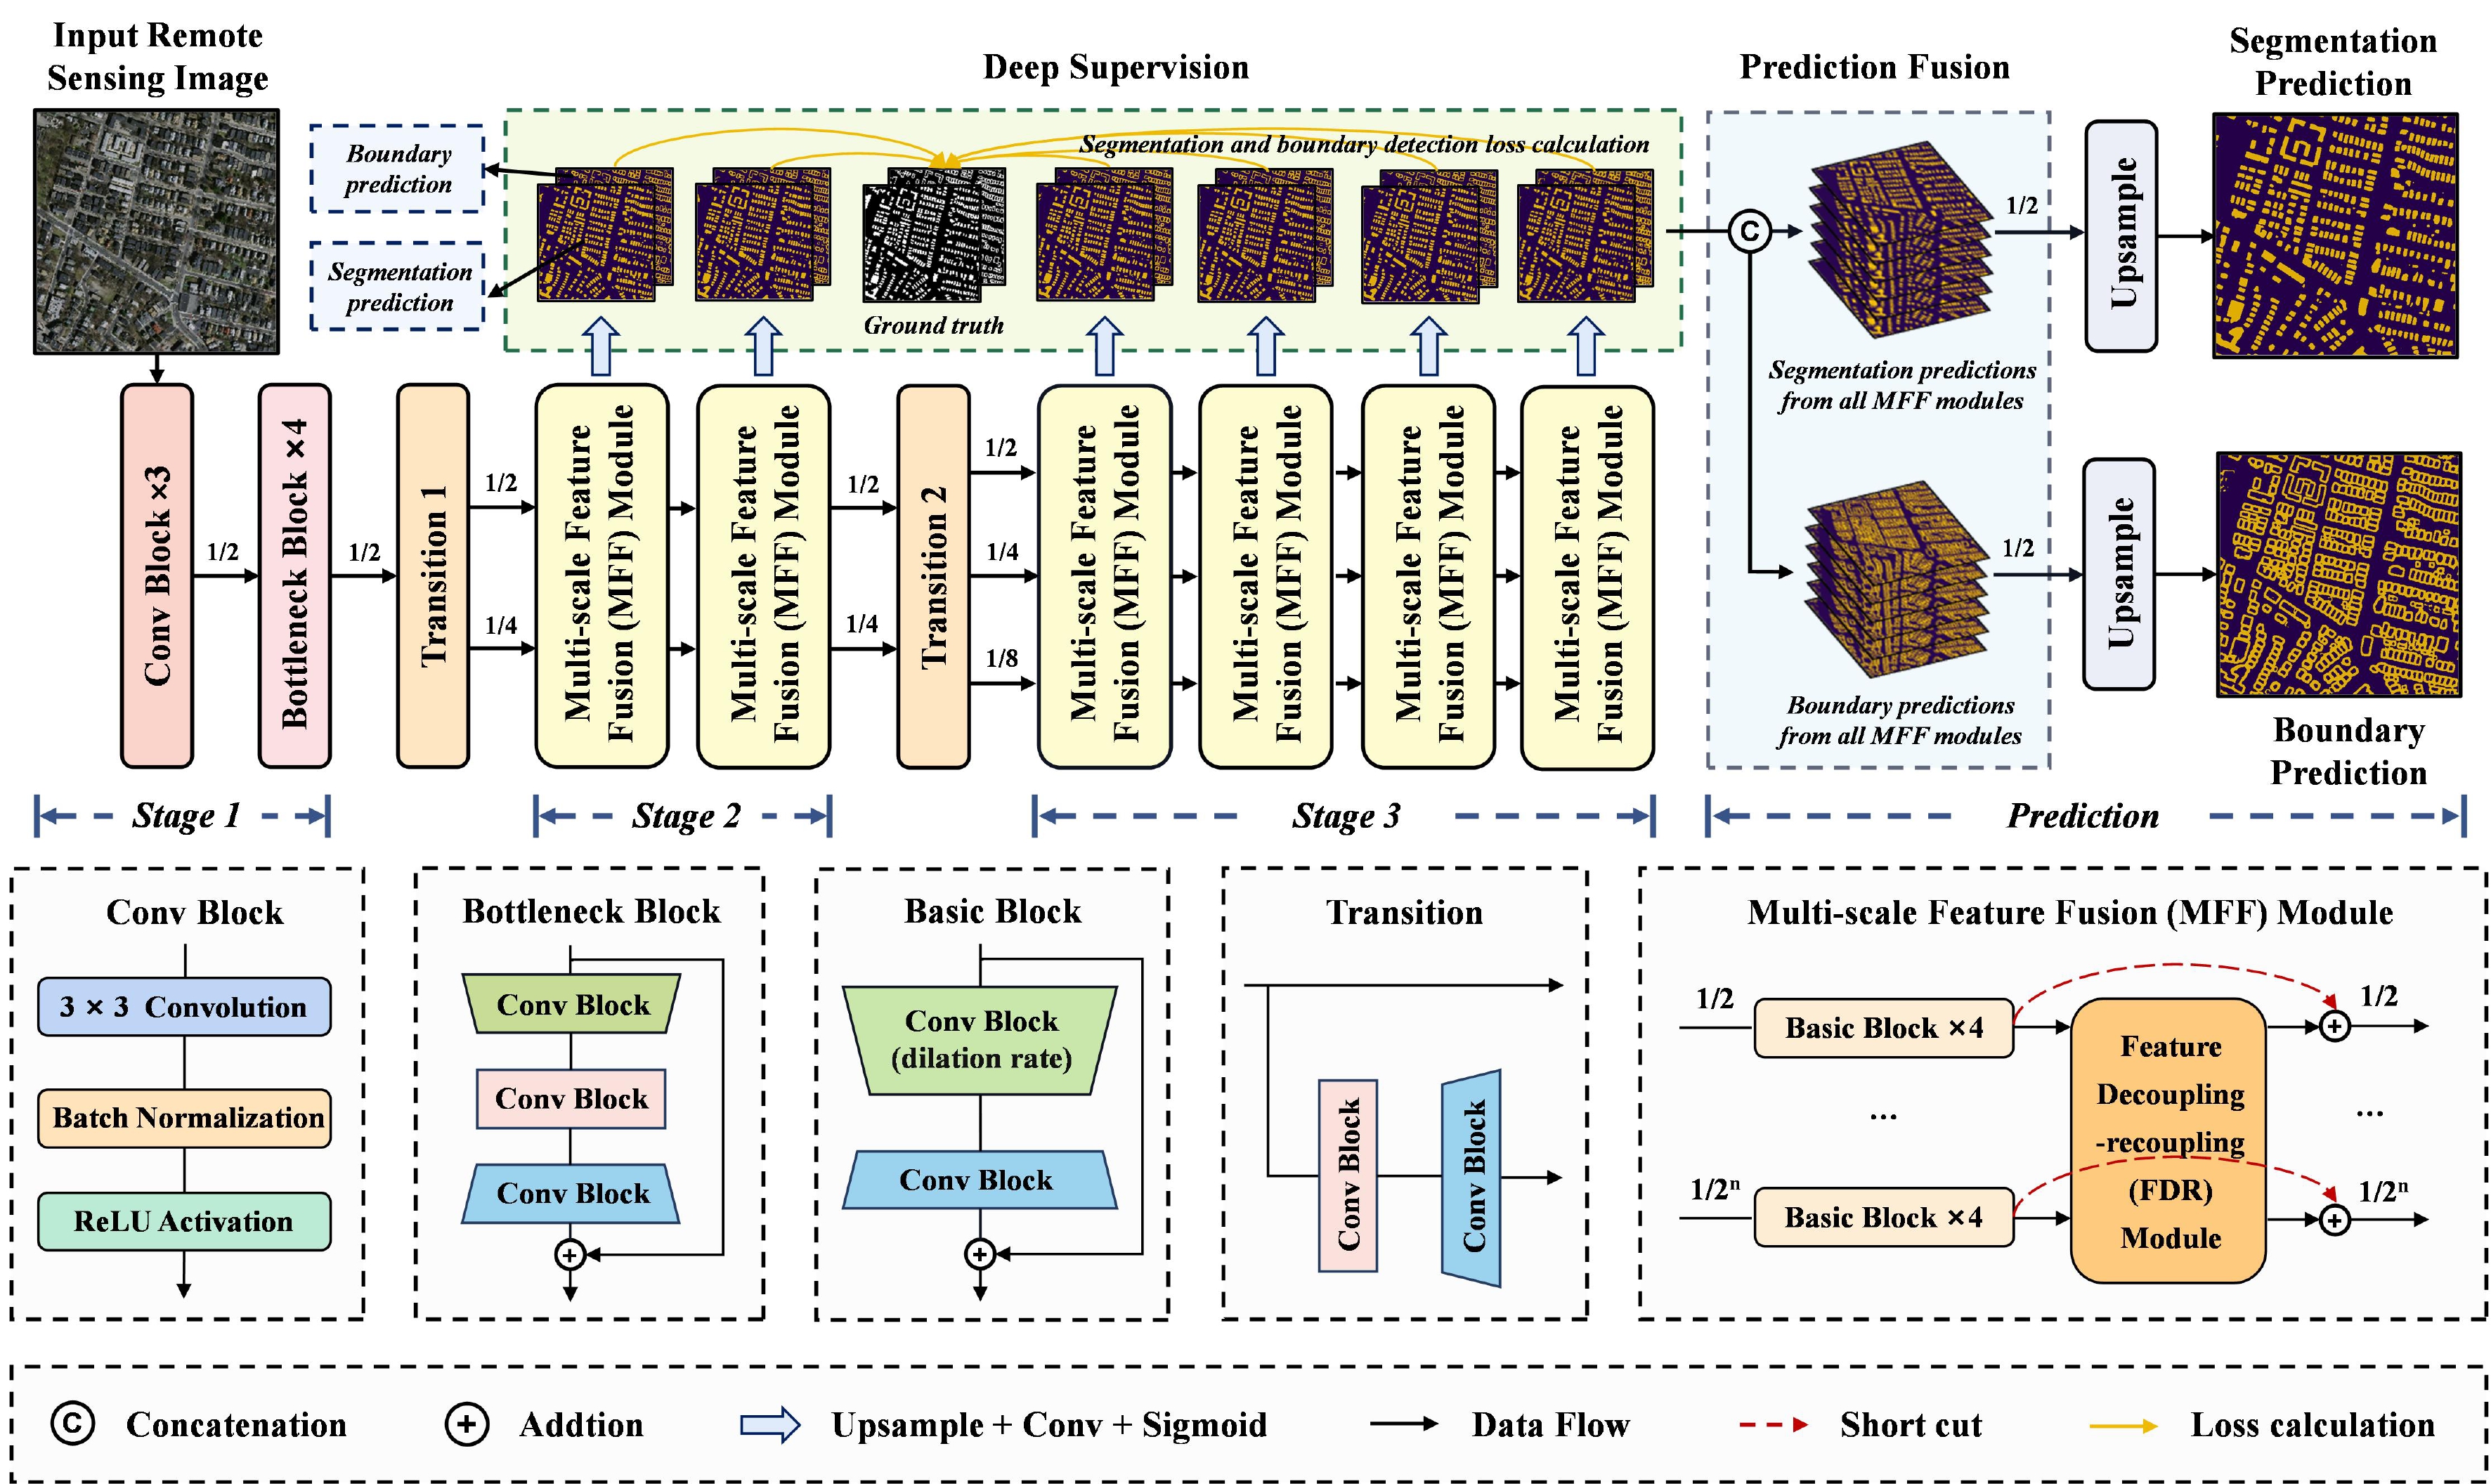 Input Remote
Sensing Image
Deep Supervision
Prediction Fusion
Segmentation
Prediction
Boundary
prediction
Segmentation
prediction
Segmentation and boundary detection loss calculation
Ground truth
C
1/2
Upsample
Segmentation predictions
from all MFF modules
1/2
Upsample
Boundary predictions
from all MFF modules
Boundary
Prediction
Conv Block ×3
1/2
Bottleneck Block ×4
1/2
Transition 1
1/2
1/4
Multi-scale Feature
Fusion (MFF) Module
Multi-scale Feature
Fusion (MFF) Module
1/2
1/4
Transition 2
1/2
1/4
1/8
Multi-scale Feature
Fusion (MFF) Module
Multi-scale Feature
Fusion (MFF) Module
Multi-scale Feature
Fusion (MFF) Module
Multi-scale Feature
Fusion (MFF) Module
Stage 1
Stage 2
Stage 3
Prediction
Conv Block
3 × 3 Convolution
Batch Normalization
ReLU Activation
Bottleneck Block
Conv Block
Conv Block
Conv Block
+
Basic Block
Conv Block
(dilation rate)
Conv Block
+
Transition
Conv Block
Conv Block
Multi-scale Feature Fusion (MFF) Module
1/2
Basic Block ×4
+
1/2
...
...
1/2ⁿ
Basic Block ×4
+
1/2ⁿ
Feature
Decoupling
-recoupling
(FDR)
Module
C Concatenation
+ Addtion
Upsample + Conv + Sigmoid
Data Flow
Short cut
Loss calculation